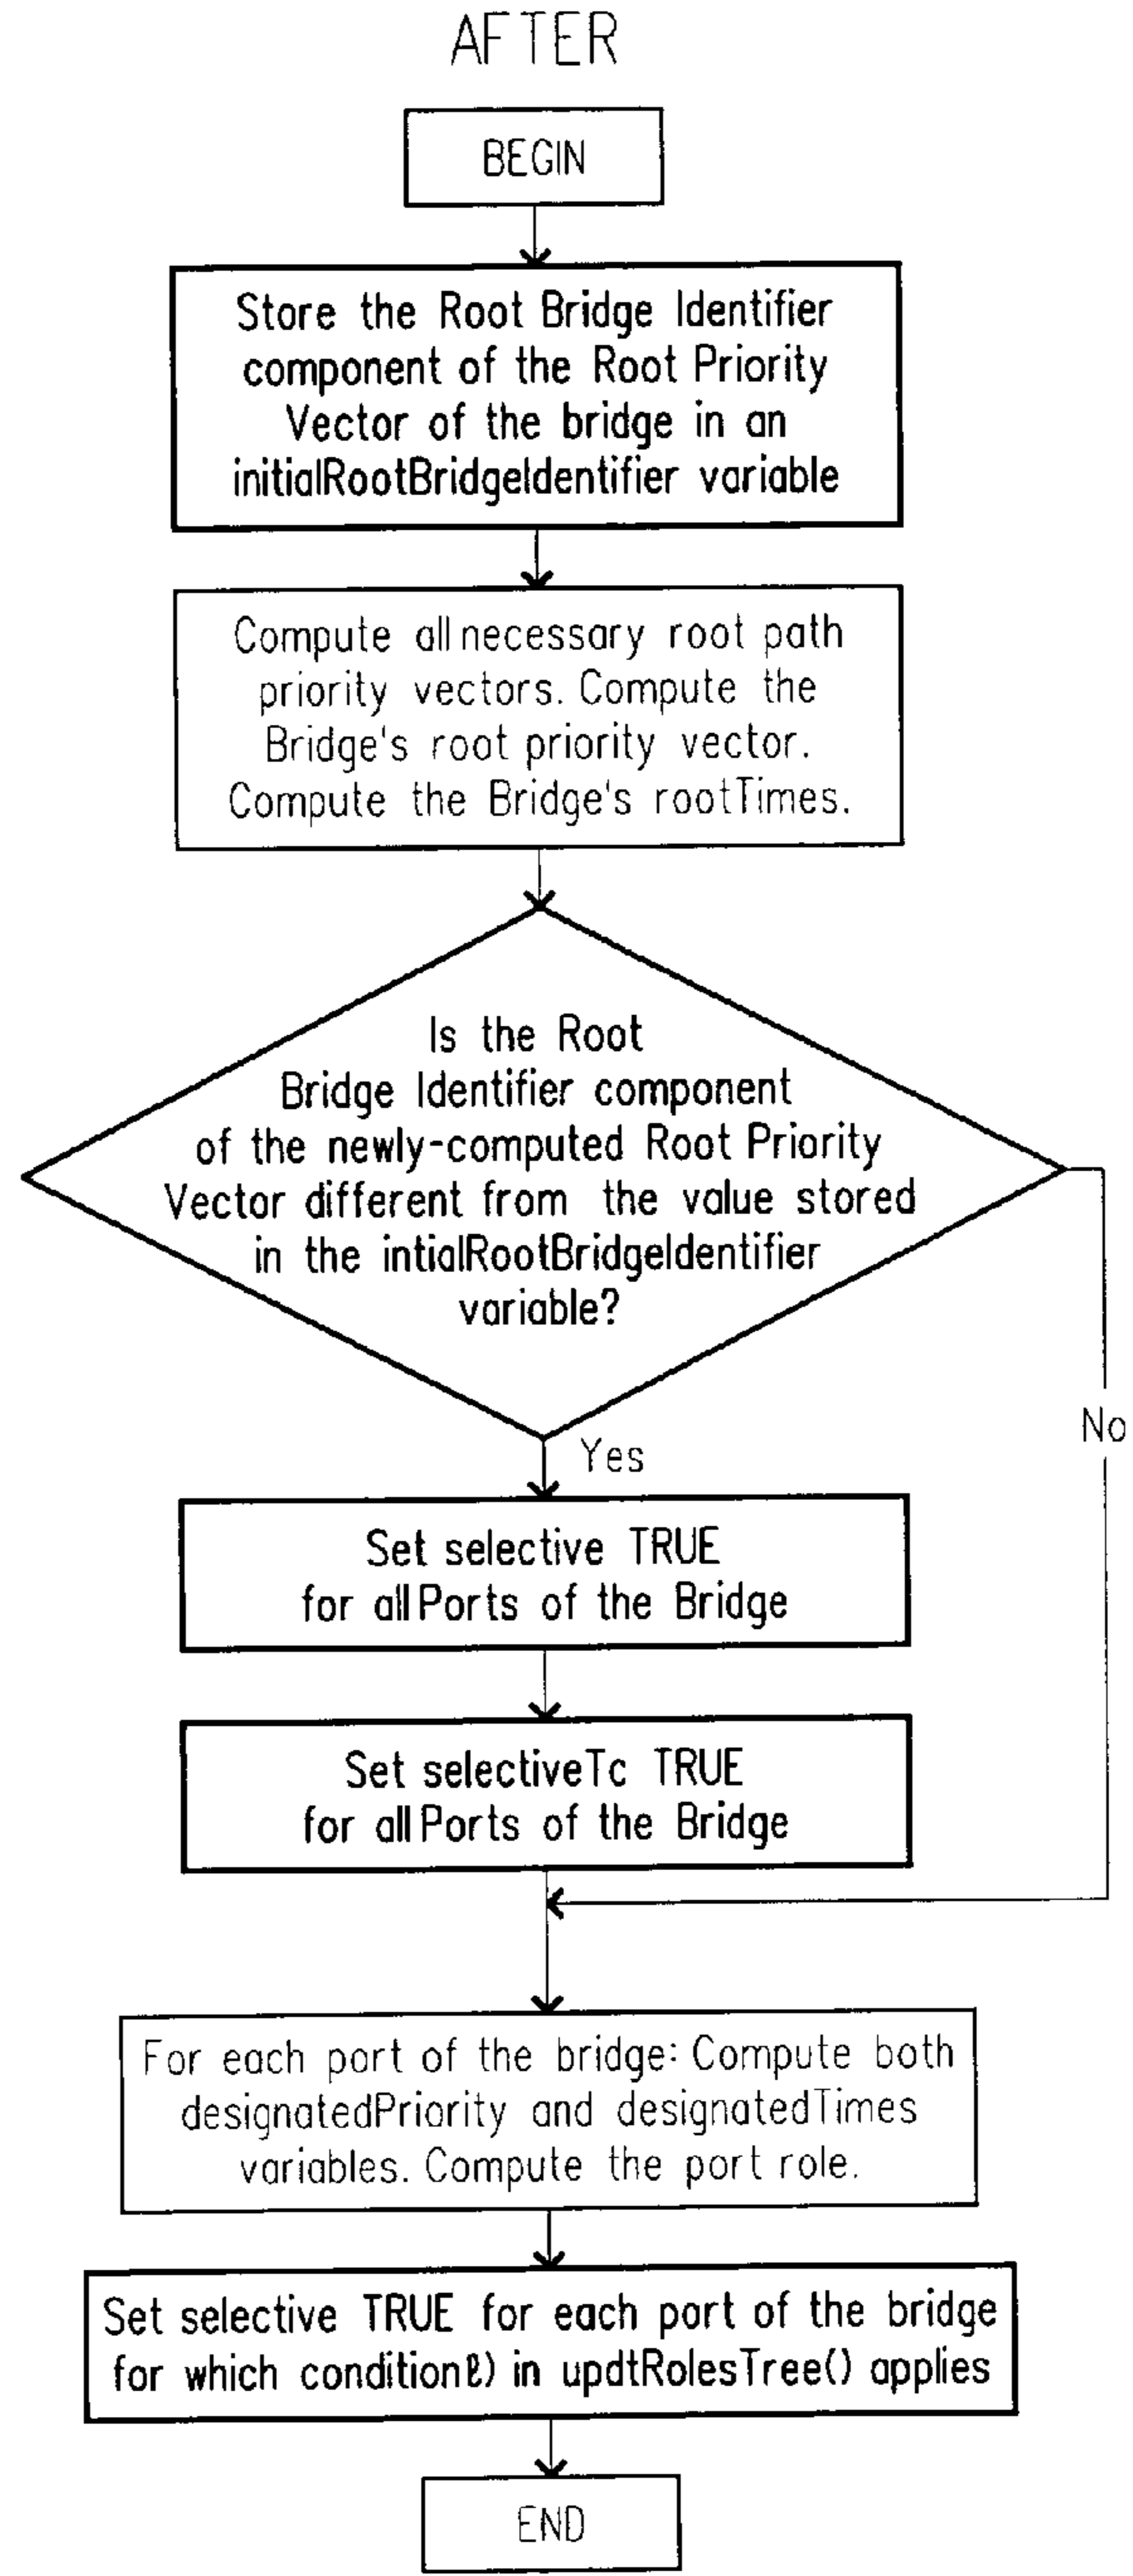 AFTER
BEGIN
Store the Root Bridge Identifier
component of the Root Priority
Vector of the bridge in an
initialRootBridgeIdentifier variable
Compute all necessary root path
priority vectors. Compute the
Bridge's root priority vector.
Compute the Bridge's rootTimes.
Is the Root
Bridge Identifier component
of the newly-computed Root Priority
Vector different from the value stored
in the intialRootBridgeIdentifier
variable?
No
Yes
Set selective TRUE
for all Ports of the Bridge
Set selectiveTc TRUE
for all Ports of the Bridge
For each port of the bridge: Compute both
designatedPriority and designatedTimes
variables. Compute the port role.
Set selective TRUE for each port of the bridge
for which condition ℓ) in updtRolesTree() applies
END